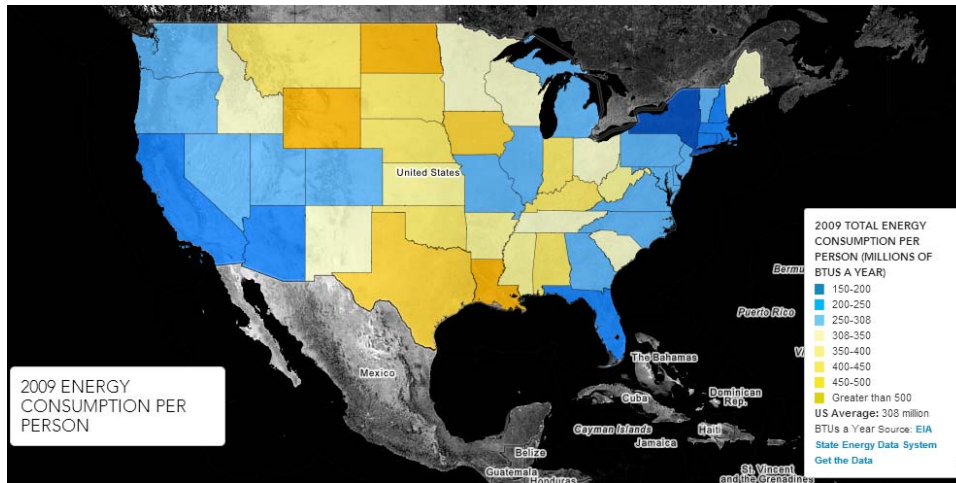 United States
2009 TOTAL ENERGY
CONSUMPTION PER
PERSON (MILLIONS OF
BTUS A YEAR)
150-200
200-250
250-308
308-350
350-400
400-450
450-500
Greater than 500
US Average: 308 million
BTUs a Year Source: EIA
State Energy Data System
Get the Data
Puerto Rico
The Bahamas
Mexico
Cuba
Dominican
Rep.
Cayman Islands
Haiti
Jamaica
Belize
Guatemala
Honduras
St. Vincent
and the Grenadines
2009 ENERGY
CONSUMPTION PER
PERSON